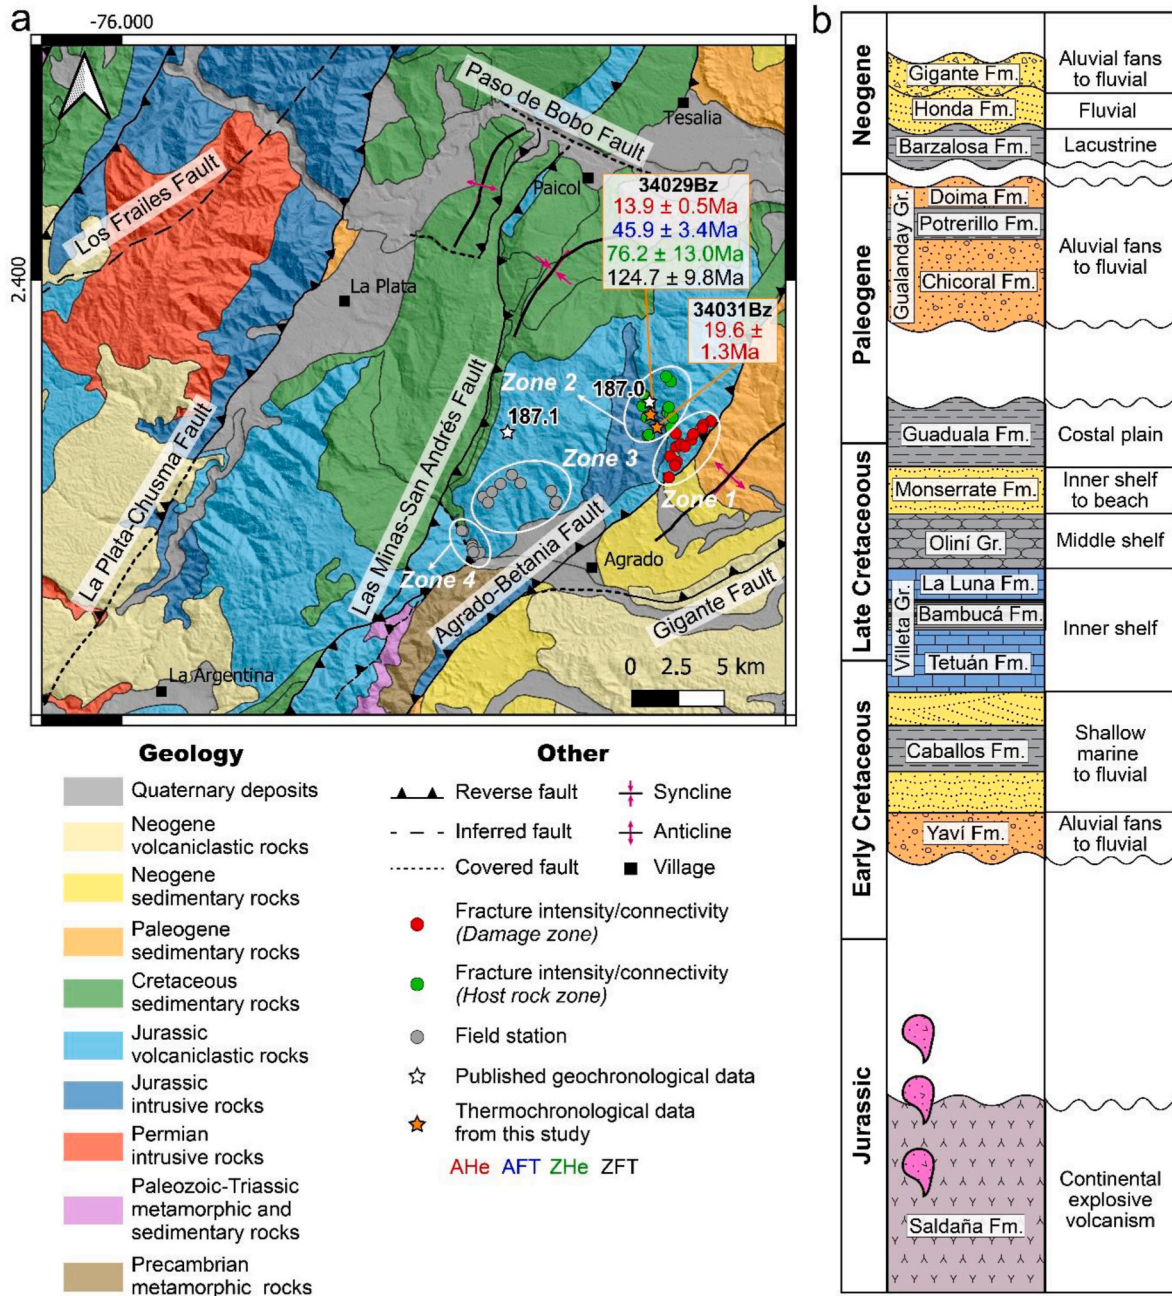 a
-76.000
2.400
Los Frailes Fault
Paso de Bobo Fault
Tesalia
Paicol
La Plata
34029Bz
13.9 ± 0.5Ma
45.9 ± 3.4Ma
76.2 ± 13.0Ma
124.7 ± 9.8Ma
34031Bz
19.6 ±
1.3Ma
Zone 2
187.0
187.1
Zone 3
Zone 1
Zone 4
La Plata-Chusma Fault
Las Minas-San Andrés Fault
Agrado-Betania Fault
Agrado
Gigante Fault
La Argentina
0 2.5 5 km
Geology
Quaternary deposits
Neogene
volcaniclastic rocks
Neogene
sedimentary rocks
Paleogene
sedimentary rocks
Cretaceous
sedimentary rocks
Jurassic
volcaniclastic rocks
Jurassic
intrusive rocks
Permian
intrusive rocks
Paleozoic-Triassic
metamorphic and
sedimentary rocks
Precambrian
metamorphic rocks
Other
Reverse fault
Inferred fault
Covered fault
Syncline
Anticline
Village
Fracture intensity/connectivity
(Damage zone)
Fracture intensity/connectivity
(Host rock zone)
Field station
Published geochronological data
Thermochronological data
from this study
AHe AFT ZHe ZFT
b
Neogene
Gigante Fm.
Aluvial fans
to fluvial
Honda Fm.
Fluvial
Barzalosa Fm.
Lacustrine
Paleogene
Gualanday Gr.
Doima Fm.
Potrerillo Fm.
Chicoral Fm.
Aluvial fans
to fluvial
Guaduala Fm.
Costal plain
Late Cretaceous
Monserrate Fm.
Inner shelf
to beach
Oliní Gr.
Middle shelf
Villeta Gr.
La Luna Fm.
Bambucá Fm.
Tetuán Fm.
Inner shelf
Early Cretaceous
Caballos Fm.
Shallow
marine
to fluvial
Yaví Fm.
Aluvial fans
to fluvial
Jurassic
Saldaña Fm.
Continental
explosive
volcanism